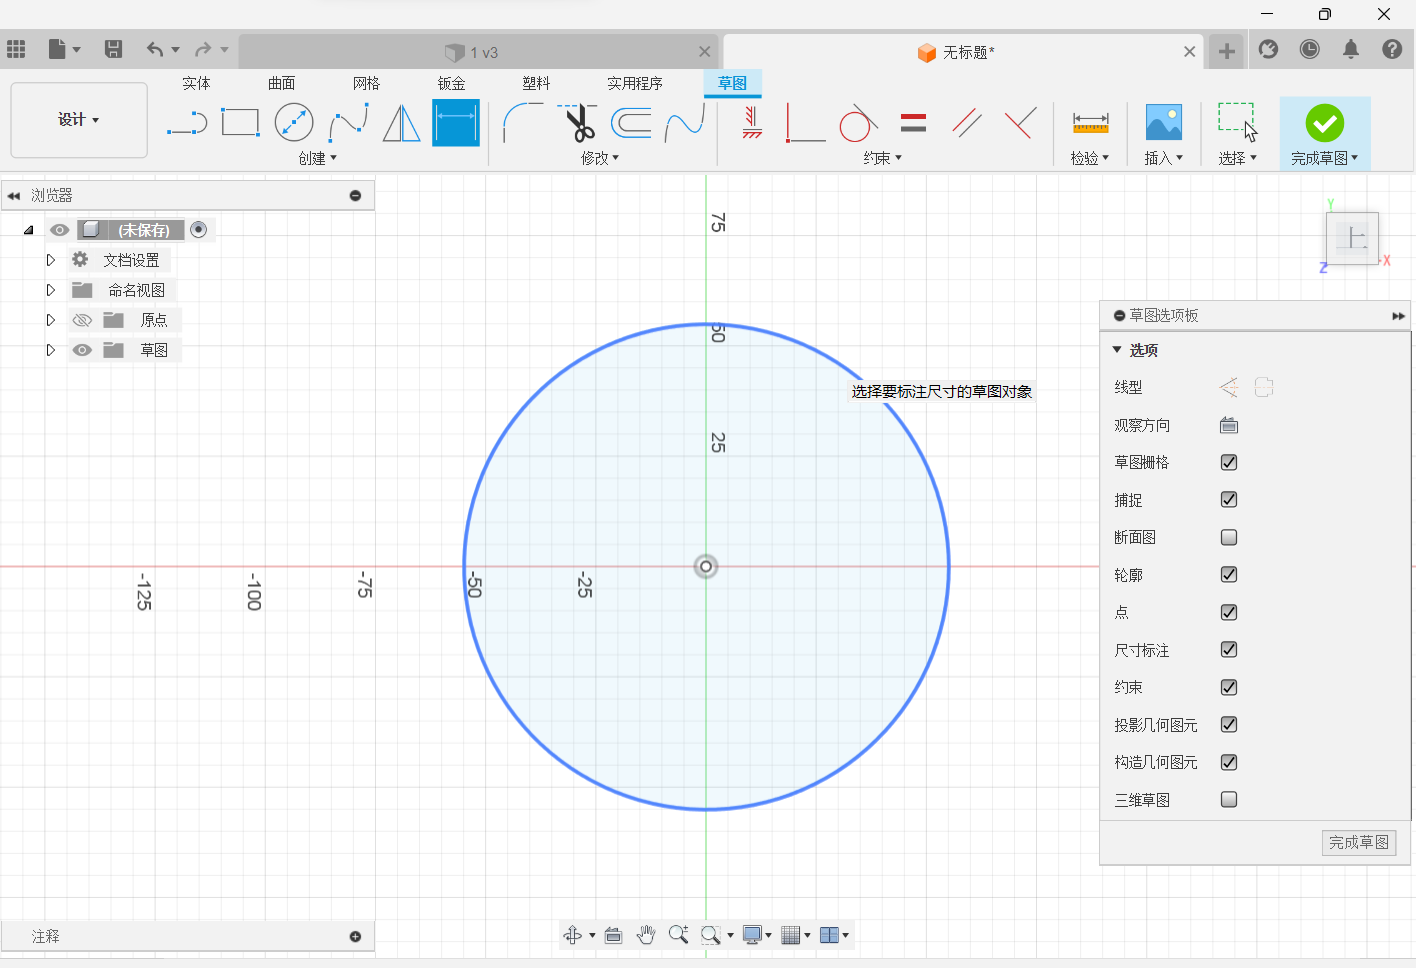 1 v3
无标题*
实体
曲面
网格
钣金
塑料
实用程序
草图
设计
创建
修改
约束
检验
插入
选择
完成草图
浏览器
(未保存)
文档设置
命名视图
原点
草图
75
50
25
-125
-100
-75
-50
-25
选择要标注尺寸的草图对象
Y
上
Z
X
草图选项板
选项
线型
观察方向
草图栅格
捕捉
断面图
轮廓
点
尺寸标注
约束
投影几何图元
构造几何图元
三维草图
完成草图
注释